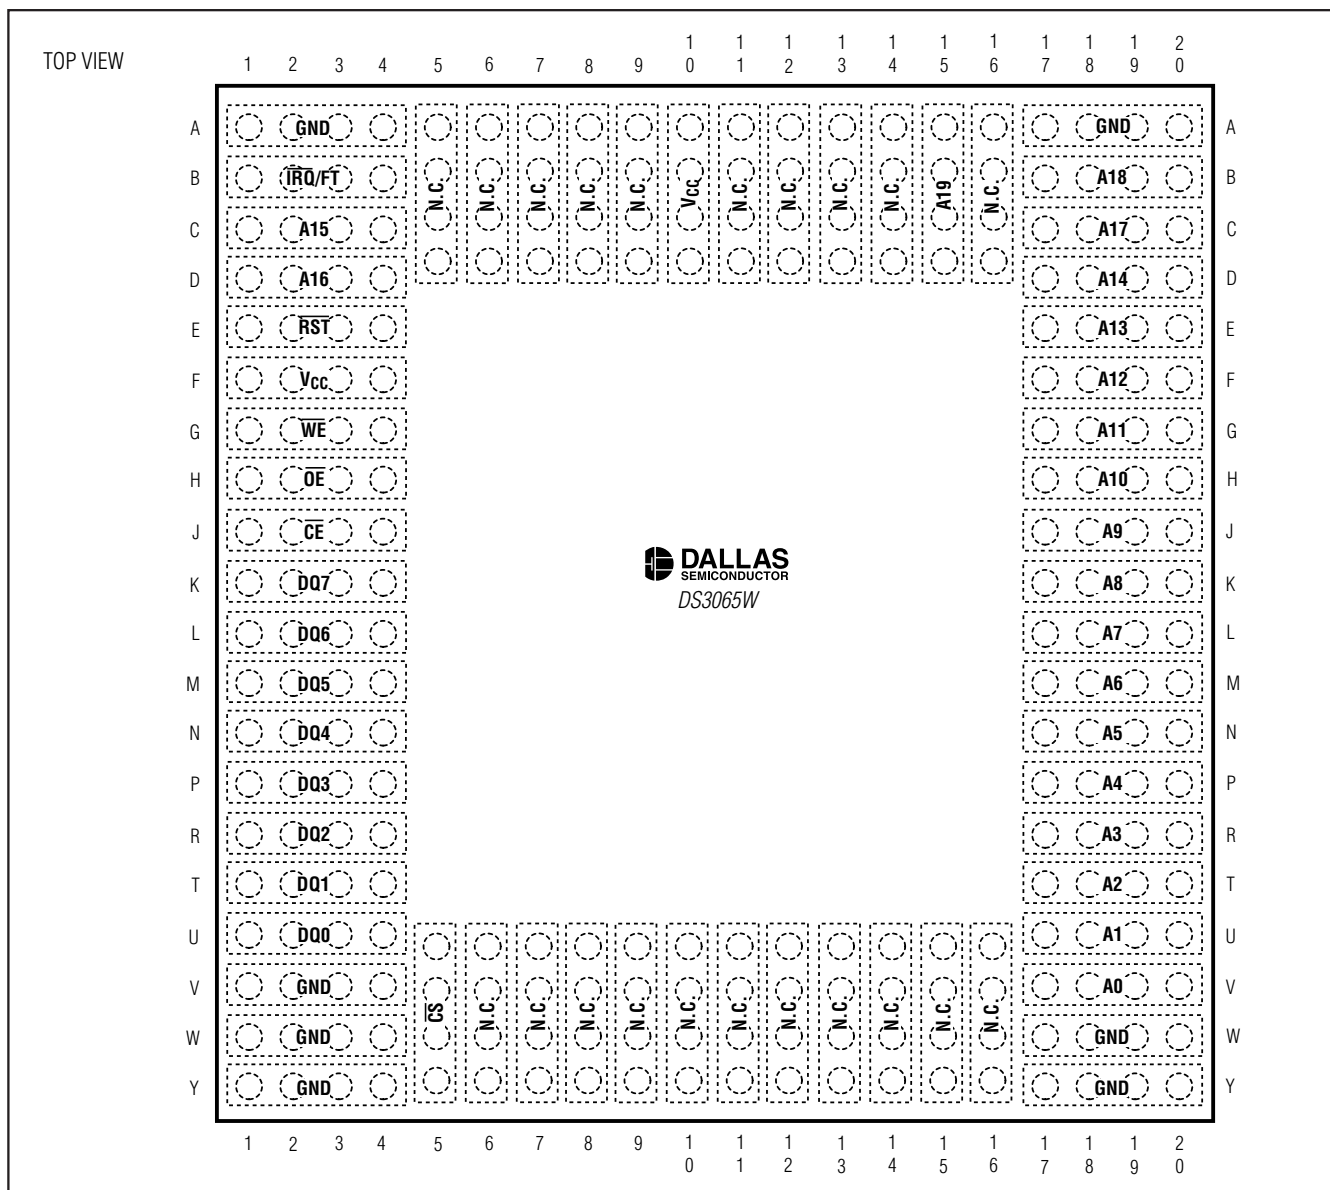 TOP VIEW
1 2 3 4 5 6 7 8 9 10 11 12 13 14 15 16 17 18 19 20
A GND N.C. N.C. N.C. N.C. N.C. VCC N.C. N.C. N.C. N.C. A19 N.C. GND A
B IRQ/FT A18 B
C A15 A17 C
D A16 A14 D
E RST A13 E
F VCC A12 F
G WE A11 G
H OE A10 H
J CE A9 J
K DQ7 A8 K
DALLAS
SEMICONDUCTOR
DS3065W
L DQ6 A7 L
M DQ5 A6 M
N DQ4 A5 N
P DQ3 A4 P
R DQ2 A3 R
T DQ1 A2 T
U DQ0 A1 U
V GND A0 V
CS N.C. N.C. N.C. N.C. N.C. N.C. N.C. N.C. N.C. N.C. N.C.
W GND GND W
Y GND GND Y
1 2 3 4 5 6 7 8 9 10 11 12 13 14 15 16 17 18 19 20